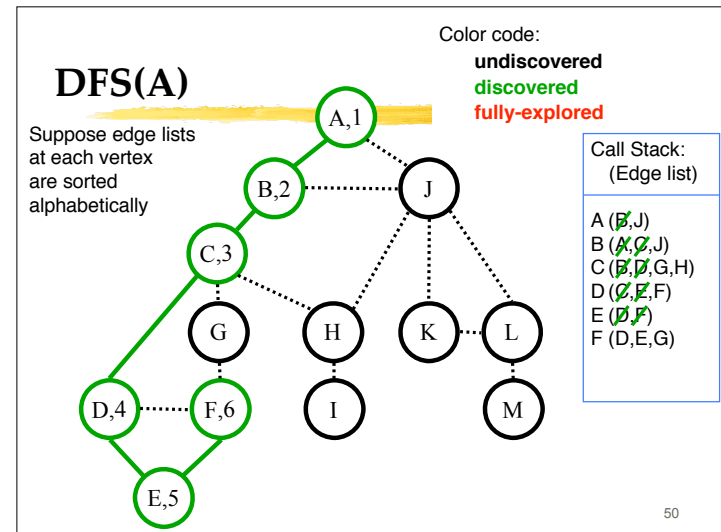 Color code:
undiscovered
discovered
fully-explored
DFS(A)
Suppose edge lists
at each vertex
are sorted
alphabetically
A,1
B,2
J
C,3
G
H
K
L
D,4
F,6
I
M
E,5
Call Stack:
(Edge list)
A (B,J)
B (A,C,J)
C (B,D,G,H)
D (C,E,F)
E (D,F)
F (D,E,G)
50